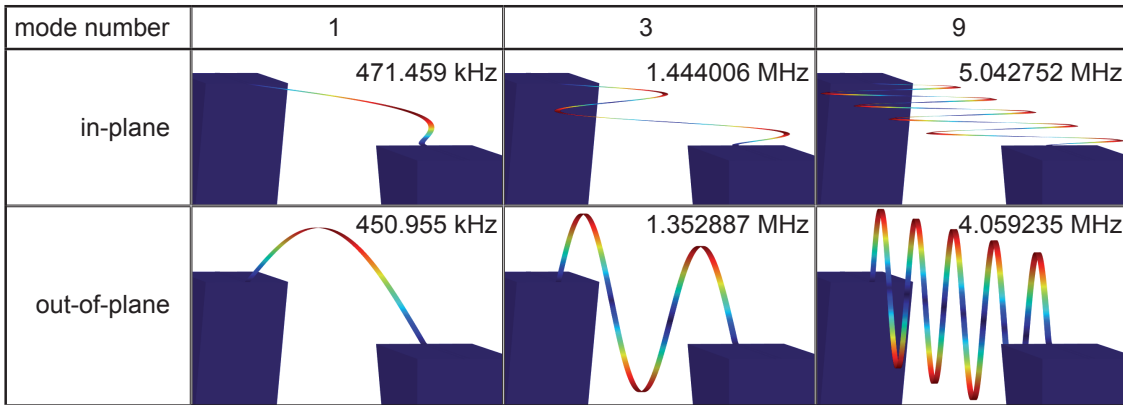 mode number 1 3 9
in-plane 471.459 kHz 1.444006 MHz 5.042752 MHz
out-of-plane 450.955 kHz 1.352887 MHz 4.059235 MHz